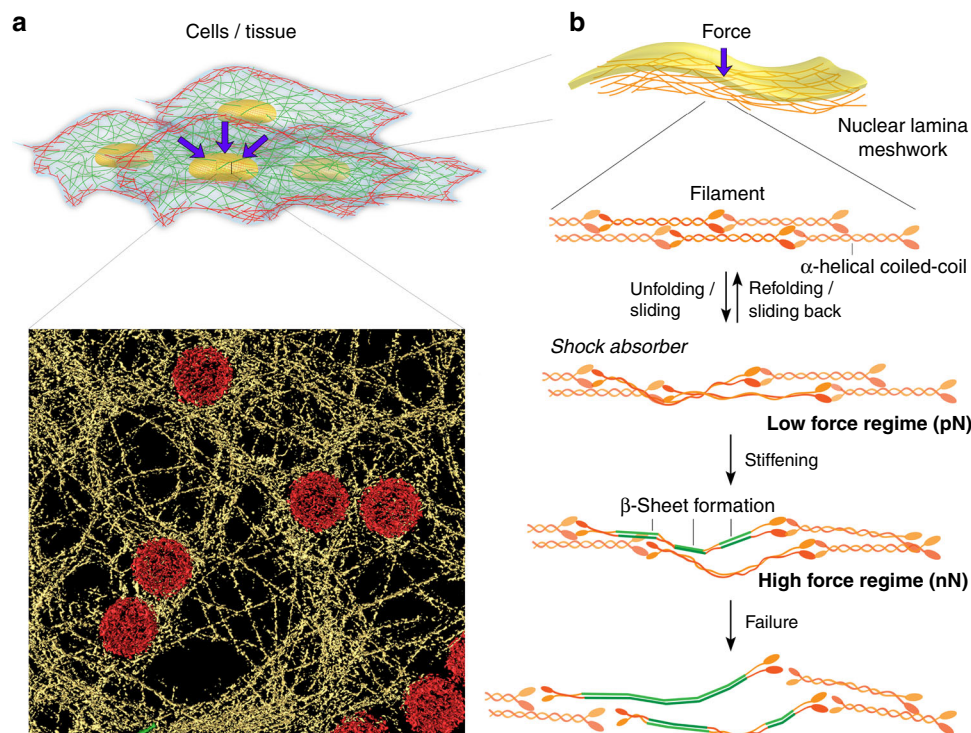 a
Cells / tissue
b
Force
Nuclear lamina
meshwork
Filament
α-helical coiled-coil
Unfolding /
sliding
Refolding /
sliding back
Shock absorber
Low force regime (pN)
Stiffening
β-Sheet formation
High force regime (nN)
Failure